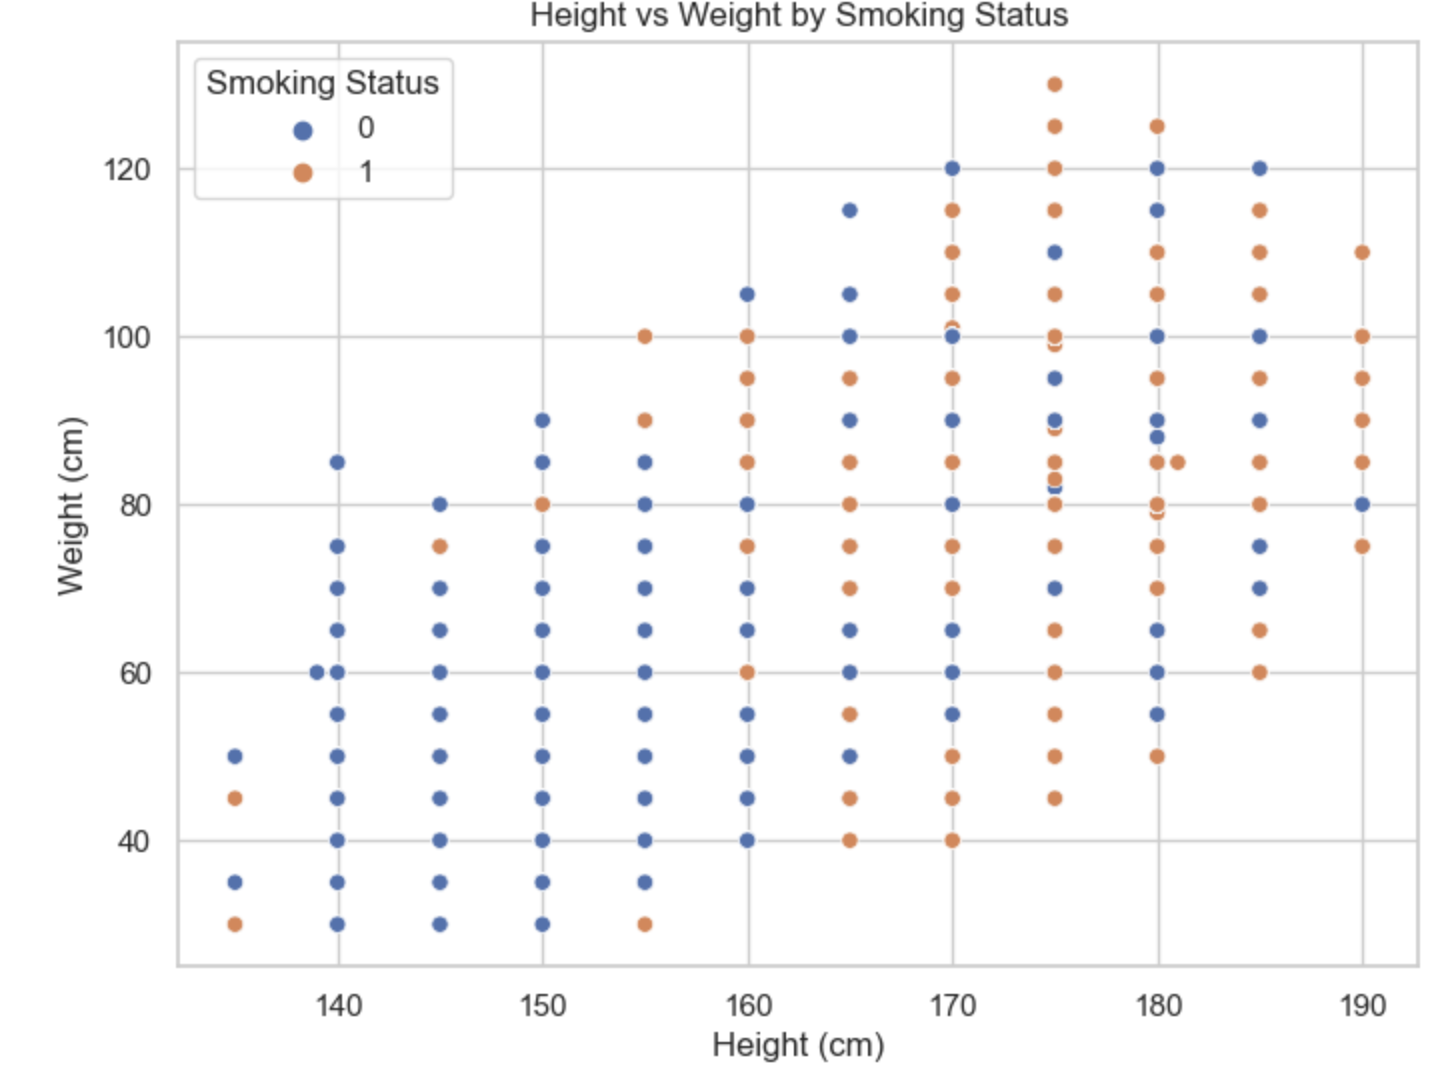 Height vs Weight by Smoking Status
Smoking Status
0
1
120
100
80
60
40
Weight (cm)
140 150 160 170 180 190
Height (cm)